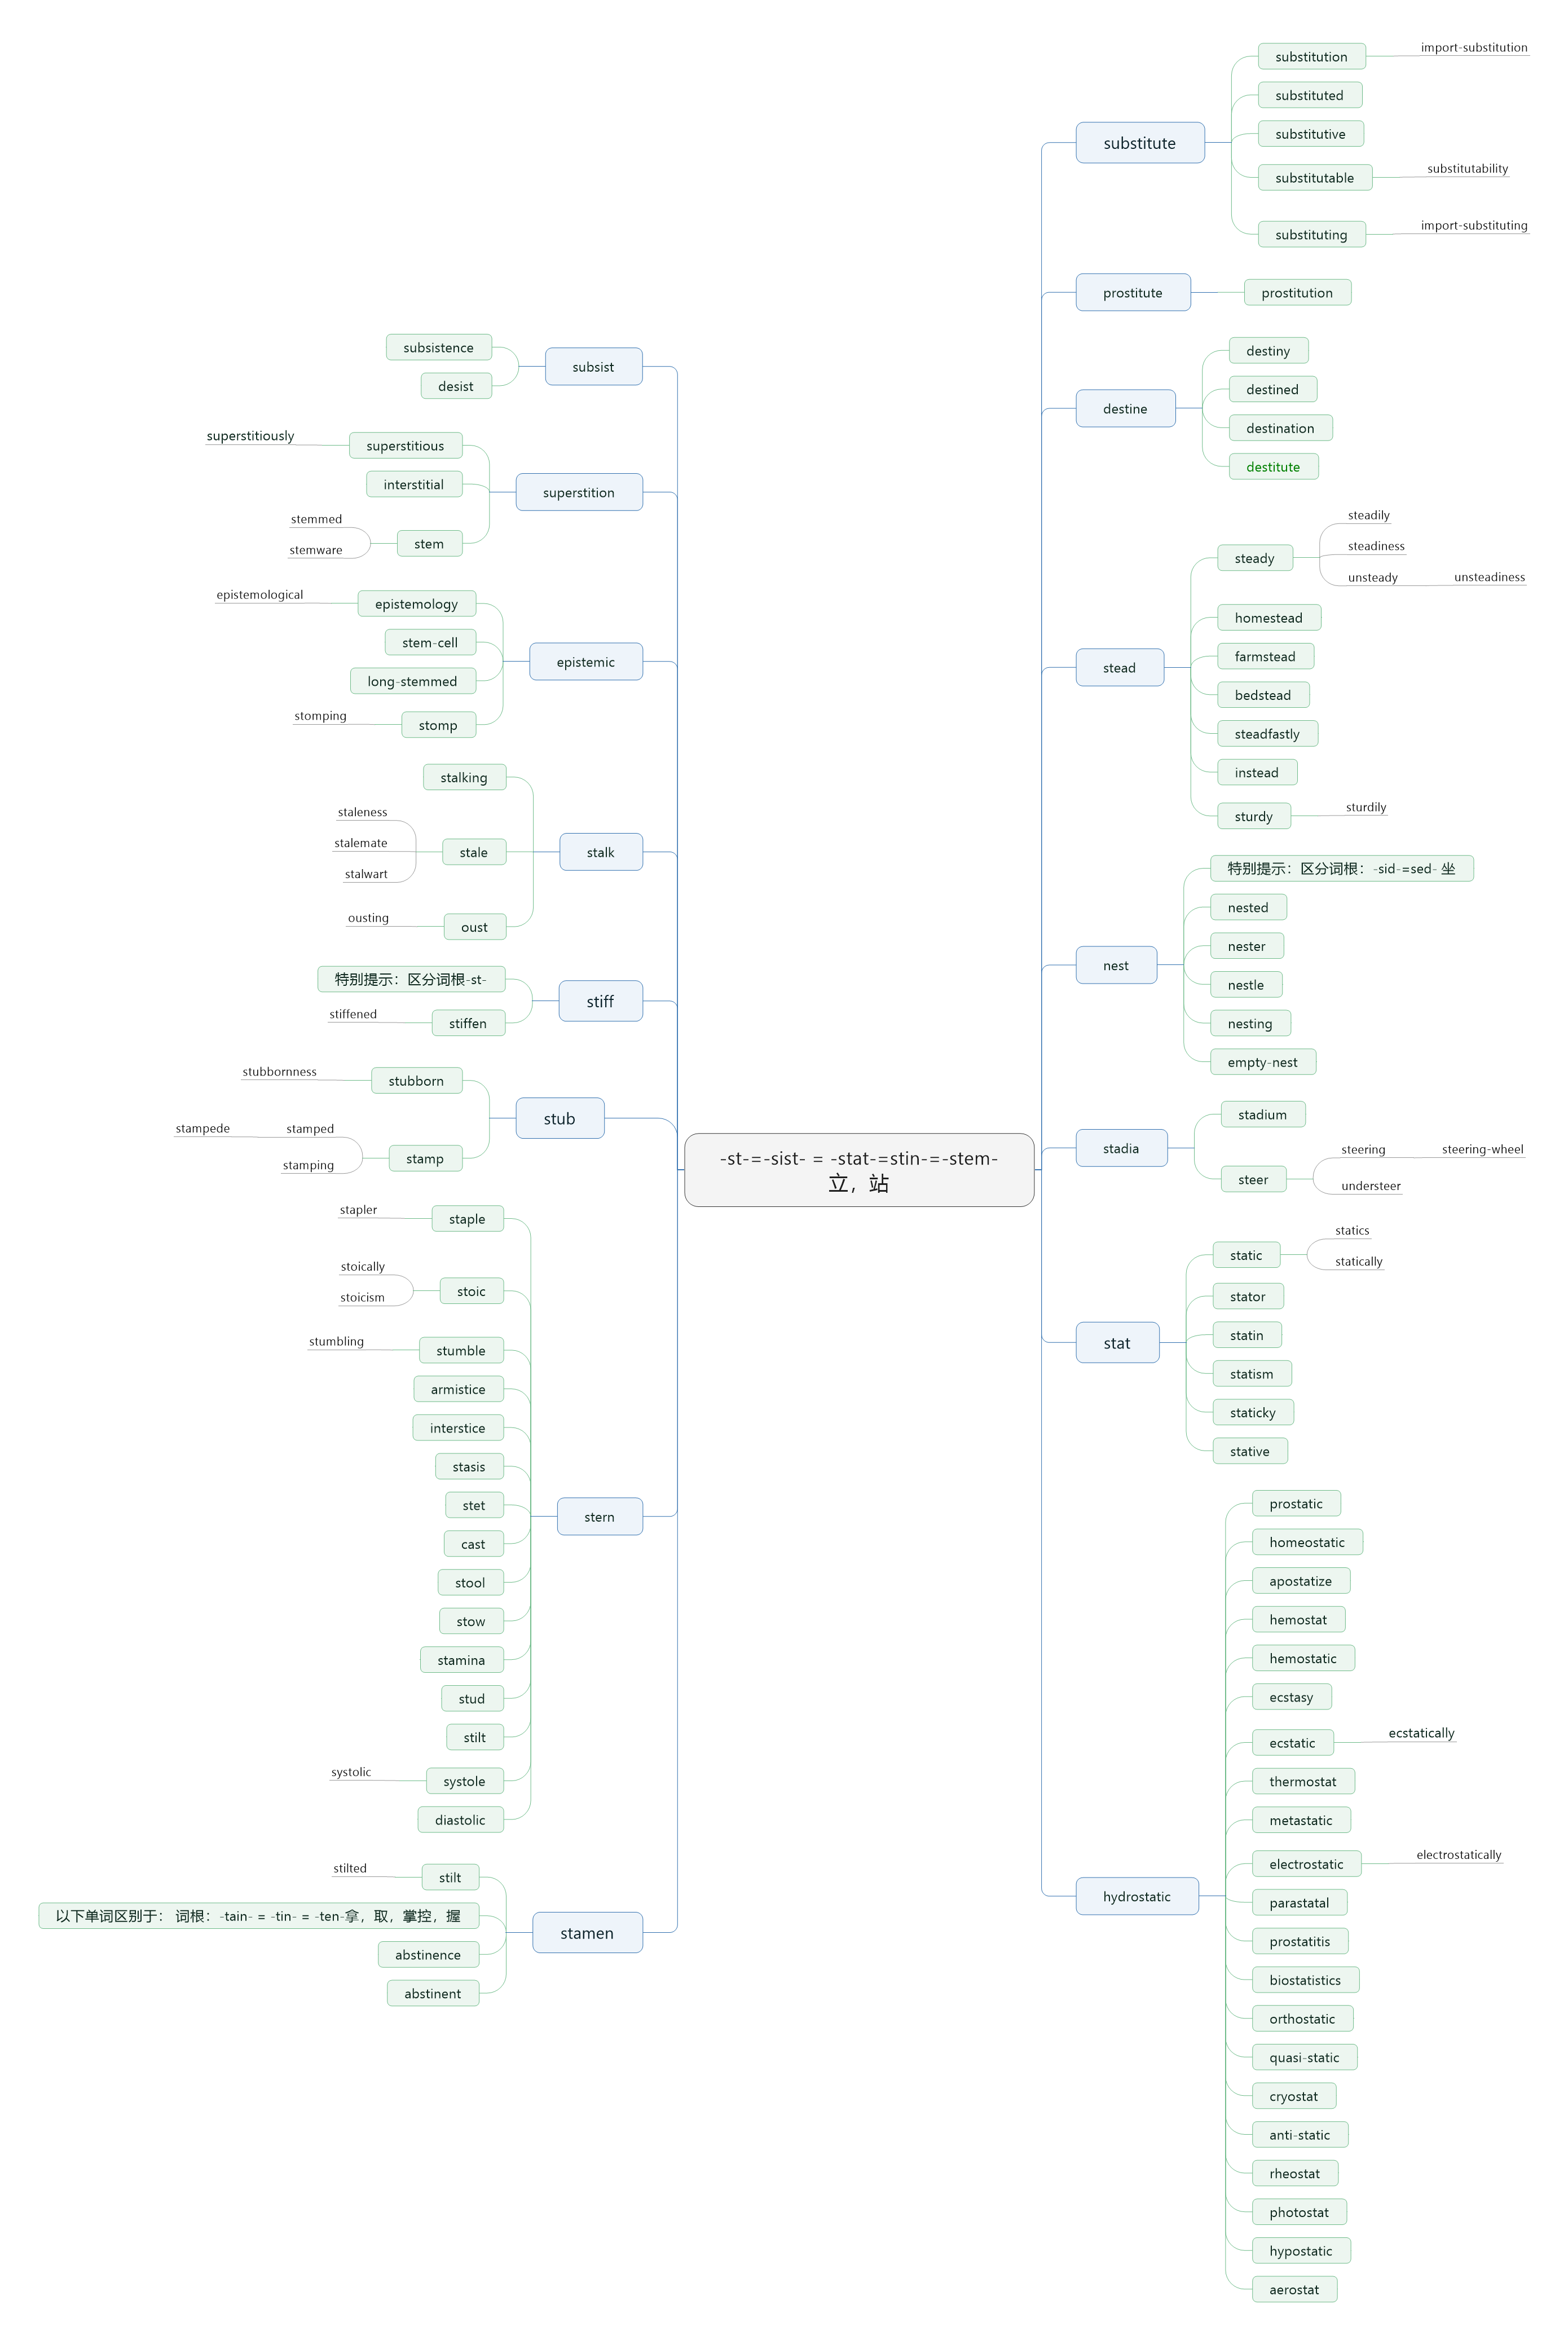 -st-=-sist- = -stat-=stin-=-stem-
立，站
substitute
substitution
import-substitution
substituted
substitutive
substitutable
substitutability
substituting
import-substituting
prostitute
prostitution
destine
destiny
destined
destination
destitute
stead
steady
steadily
steadiness
unsteady
unsteadiness
homestead
farmstead
bedstead
steadfastly
instead
sturdy
sturdily
nest
特别提示：区分词根：-sid-=sed- 坐
nested
nester
nestle
nesting
empty-nest
stadia
stadium
steer
steering
steering-wheel
understeer
stat
static
statics
statically
stator
statin
statism
staticky
stative
hydrostatic
prostatic
homeostatic
apostatize
hemostat
hemostatic
ecstasy
ecstatic
ecstatically
thermostat
metastatic
electrostatic
electrostatically
parastatal
prostatitis
biostatistics
orthostatic
quasi-static
cryostat
anti-static
rheostat
photostat
hypostatic
aerostat
subsist
subsistence
desist
superstition
superstitious
superstitiously
interstitial
stem
stemmed
stemware
epistemic
epistemology
epistemological
stem-cell
long-stemmed
stomp
stomping
stalk
stalking
stale
staleness
stalemate
stalwart
oust
ousting
stiff
特别提示：区分词根-st-
stiffen
stiffened
stub
stubborn
stubbornness
stamp
stamped
stampede
stamping
stern
staple
stapler
stoic
stoically
stoicism
stumble
stumbling
armistice
interstice
stasis
stet
cast
stool
stow
stamina
stud
stilt
systole
systolic
diastolic
stamen
stilt
stilted
以下单词区别于： 词根：-tain- = -tin- = -ten-拿，取，掌控，握
abstinence
abstinent